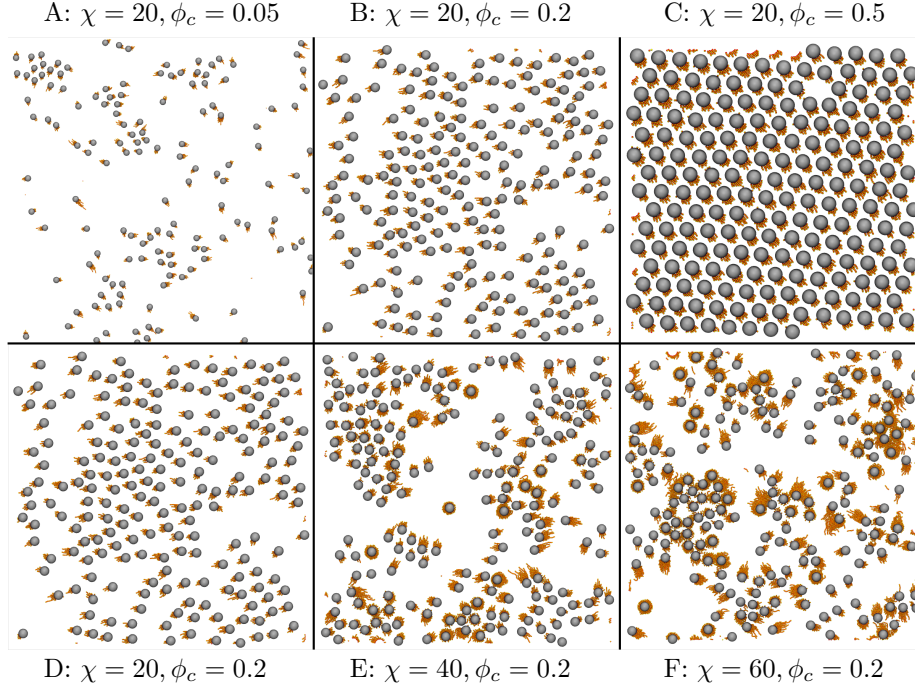 A: χ = 20, ϕ_c = 0.05
B: χ = 20, ϕ_c = 0.2
C: χ = 20, ϕ_c = 0.5
D: χ = 20, ϕ_c = 0.2
E: χ = 40, ϕ_c = 0.2
F: χ = 60, ϕ_c = 0.2